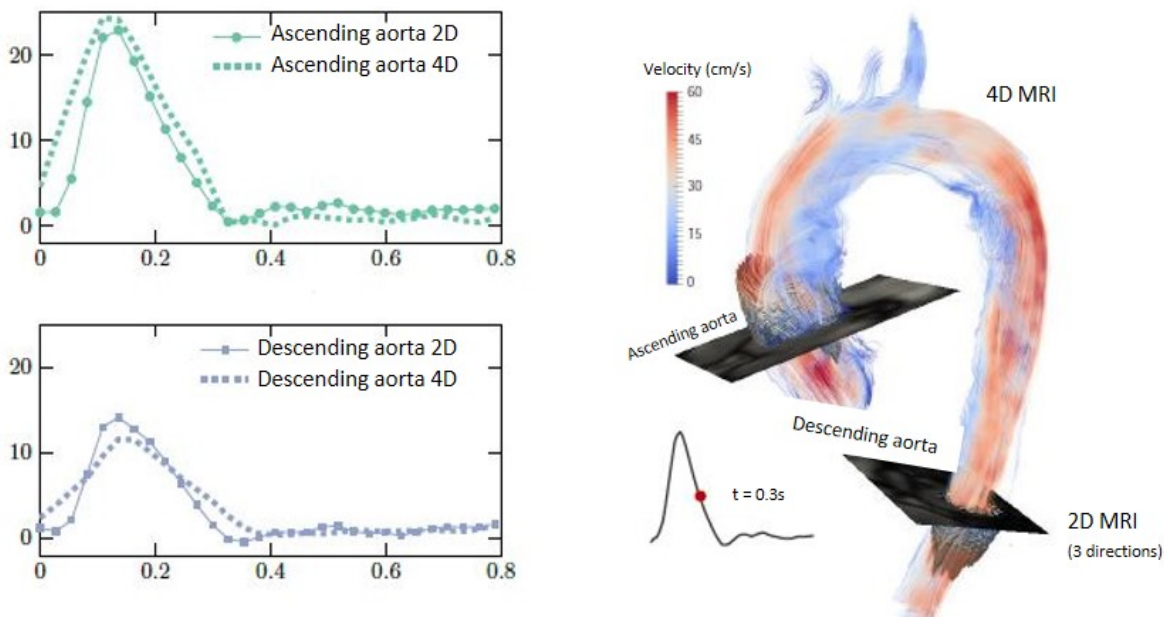 20
10
0
0
0.2
0.4
0.6
0.8
Ascending aorta 2D
Ascending aorta 4D
20
10
0
0
0.2
0.4
0.6
0.8
Descending aorta 2D
Descending aorta 4D
Velocity (cm/s)
60
45
30
15
0
4D MRI
Ascending aorta
Descending aorta
t = 0.3s
2D MRI
(3 directions)